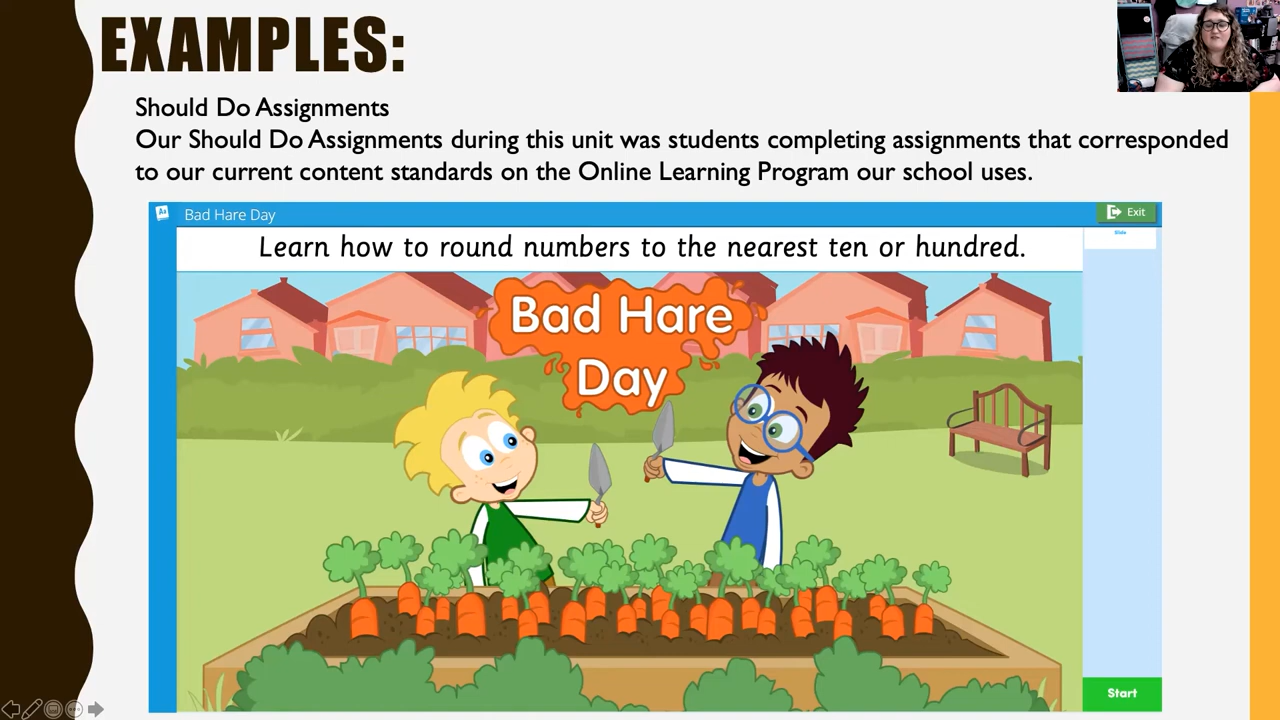 EXAMPLES:
Should Do Assignments
Our Should Do Assignments during this unit was students completing assignments that corresponded
to our current content standards on the Online Learning Program our school uses.
Bad Hare Day
Exit
Learn how to round numbers to the nearest ten or hundred.
Slide
Bad Hare
Day
Start